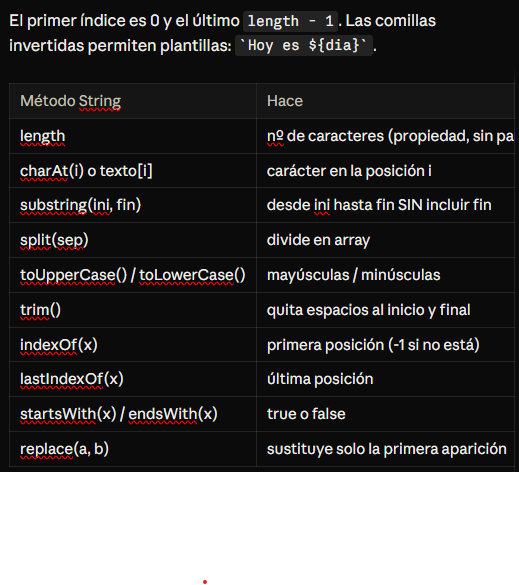 El primer índice es 0 y el último length - 1. Las comillas
invertidas permiten plantillas: `Hoy es ${dia}`.
Método String Hace
length nº de caracteres (propiedad, sin pa
charAt(i) o texto[i] carácter en la posición i
substring(ini, fin) desde ini hasta fin SIN incluir fin
split(sep) divide en array
toUpperCase() / toLowerCase() mayúsculas / minúsculas
trim() quita espacios al inicio y final
indexOf(x) primera posición (-1 si no está)
lastIndexOf(x) última posición
startsWith(x) / endsWith(x) true o false
replace(a, b) sustituye solo la primera aparición